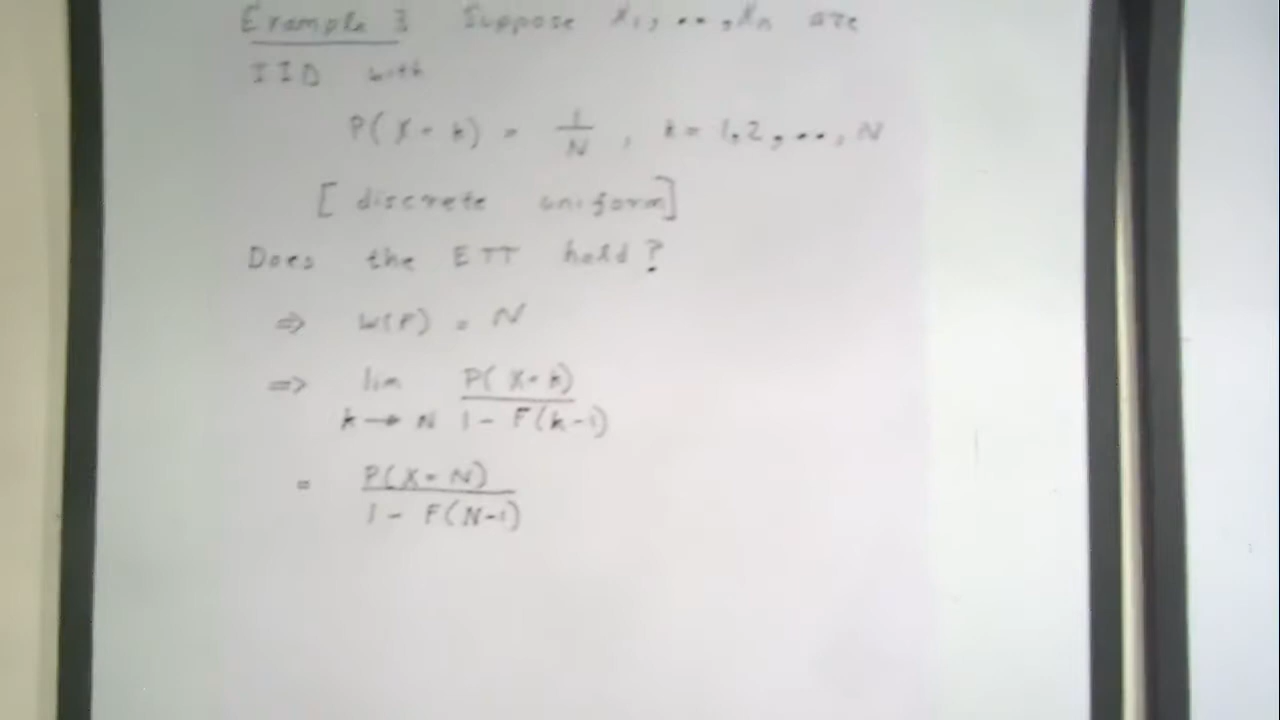 Example 3 Suppose X1, .., Xn are
IID with
P(X = k) = 1/N, k = 1, 2, ..., N
[discrete uniform]
Does the ETT hold?
⇒ w(F) = N
⇒ lim k → N P(X = k) / 1 - F(k-1)
= P(X = N) / 1 - F(N-1)